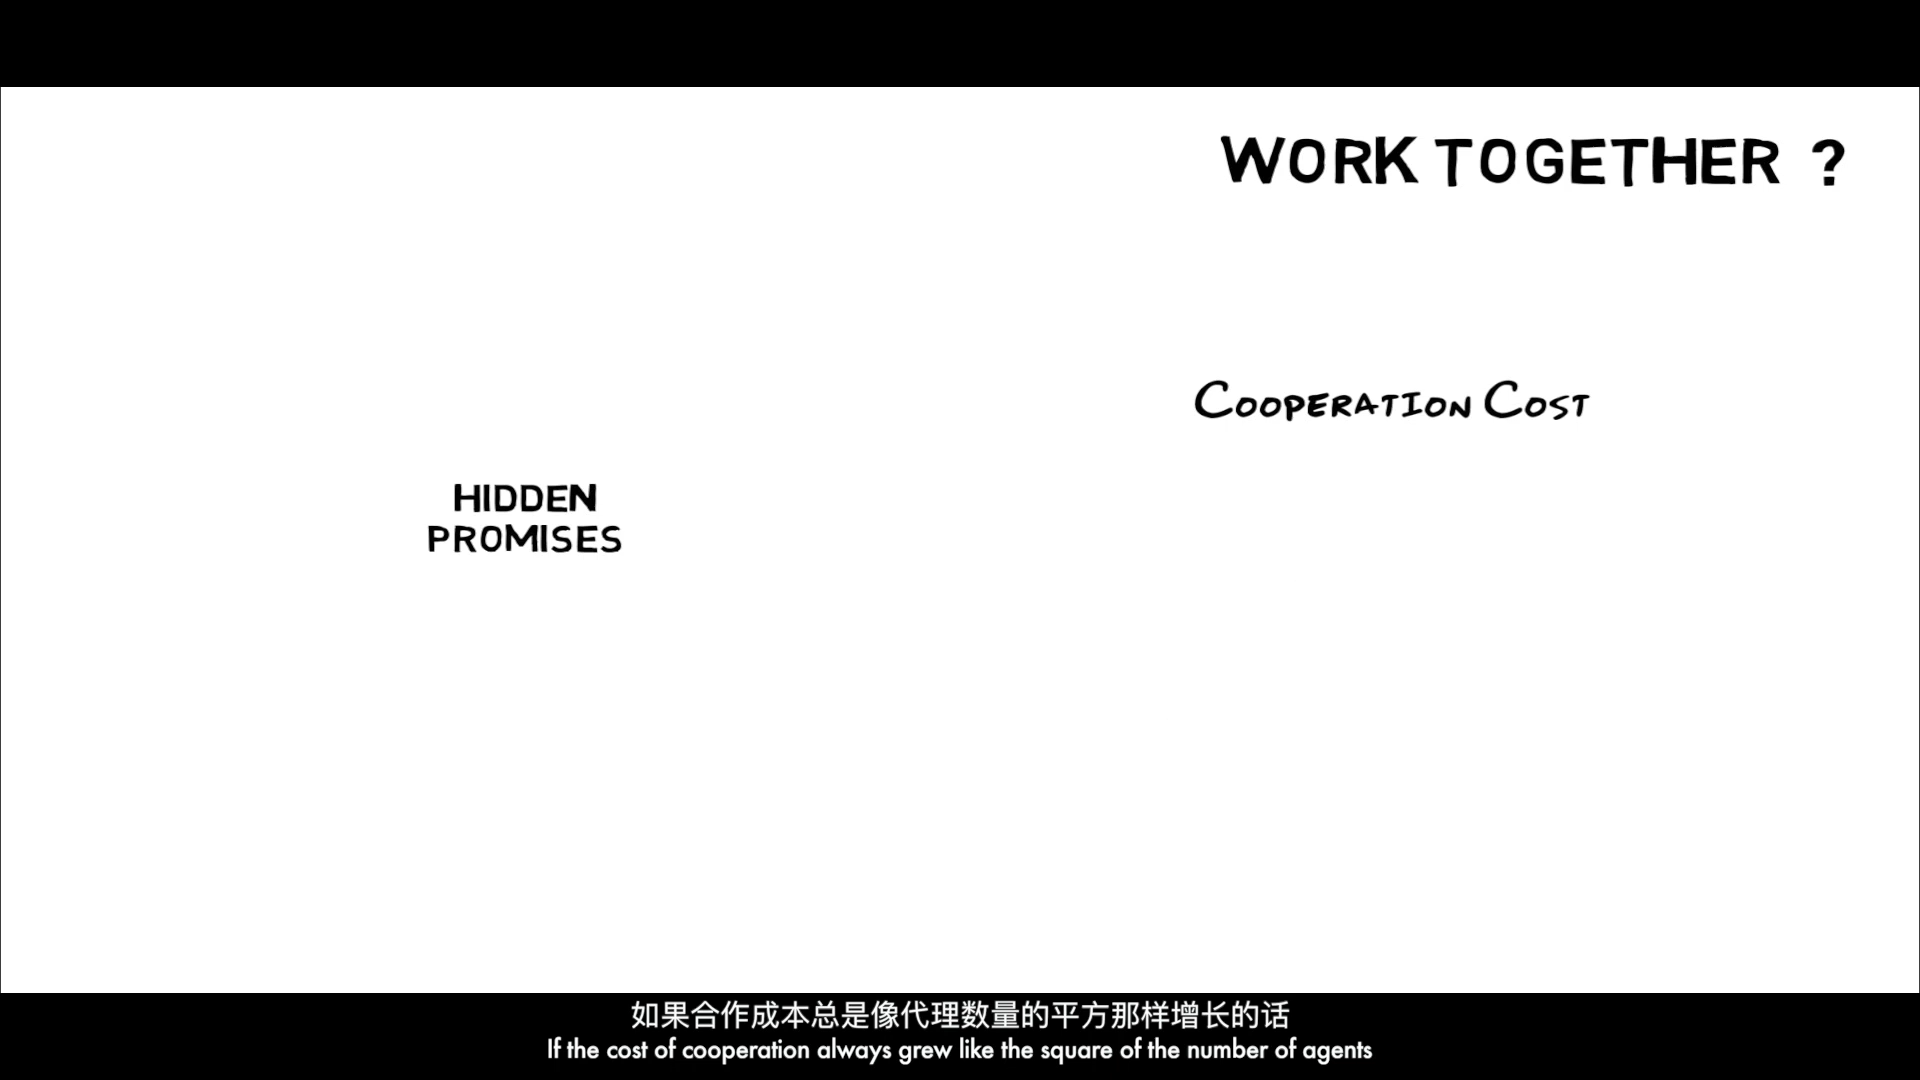 WORK TOGETHER ?
COOPERATION COST
HIDDEN
PROMISES
如果合作成本总是像代理数量的平方那样增长的话
If the cost of cooperation always grew like the square of the number of agents